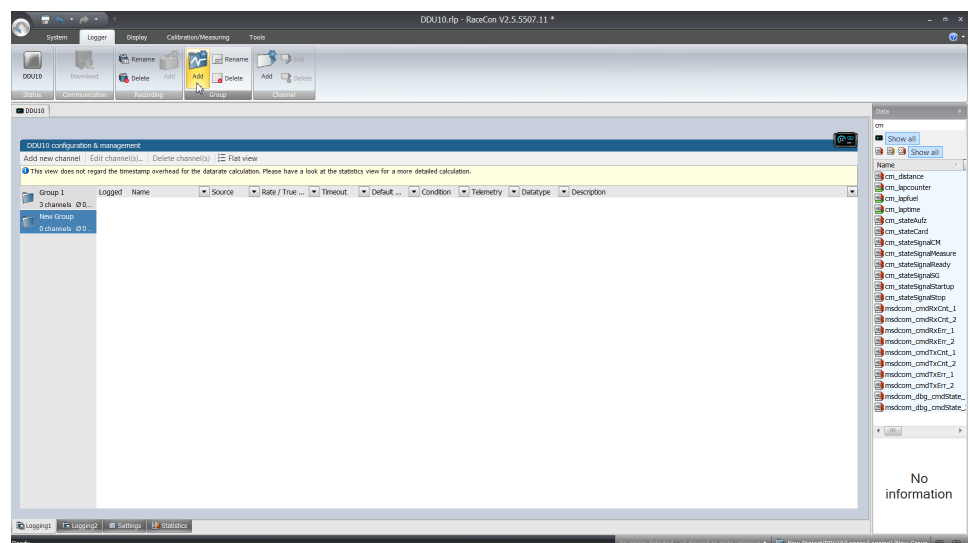 DDU10.rlp - RaceCon V2.5.5507.11 *
System Logger Display Calibration/Measuring Tools
Rename Rename Edit
DDU10 Download Delete Add Add Delete Add Delete
Status Communication Recording Group Channel
DDU10
Data
cm
Show all
Show all
Name
cm_distance
cm_lapcounter
cm_lapfuel
cm_laptime
cm_stateAufz
cm_stateCard
cm_stateSignalCM
cm_stateSignalMeasure
cm_stateSignalReady
cm_stateSignalSG
cm_stateSignalStartup
cm_stateSignalStop
msdcom_cmdRxCnt_1
msdcom_cmdRxCnt_2
msdcom_cmdRxErr_1
msdcom_cmdRxErr_2
msdcom_cmdTxCnt_1
msdcom_cmdTxCnt_2
msdcom_cmdTxErr_1
msdcom_cmdTxErr_2
msdcom_dbg_cmdState_
msdcom_dbg_cmdState_
No
information
DDU10 configuration & management
Add new channel Edit channel(s)... Delete channel(s) Flat view
This view does not regard the timestamp overhead for the datarate calculation. Please have a look at the statistics view for a more detailed calculation.
Logged Name Source Rate / True ... Timeout Default ... Condition Telemetry Datatype Description
Group 1
3 channels Ø 0,...
New Group
0 channels Ø 0...
Logging1 Logging2 Settings Statistics
Ready